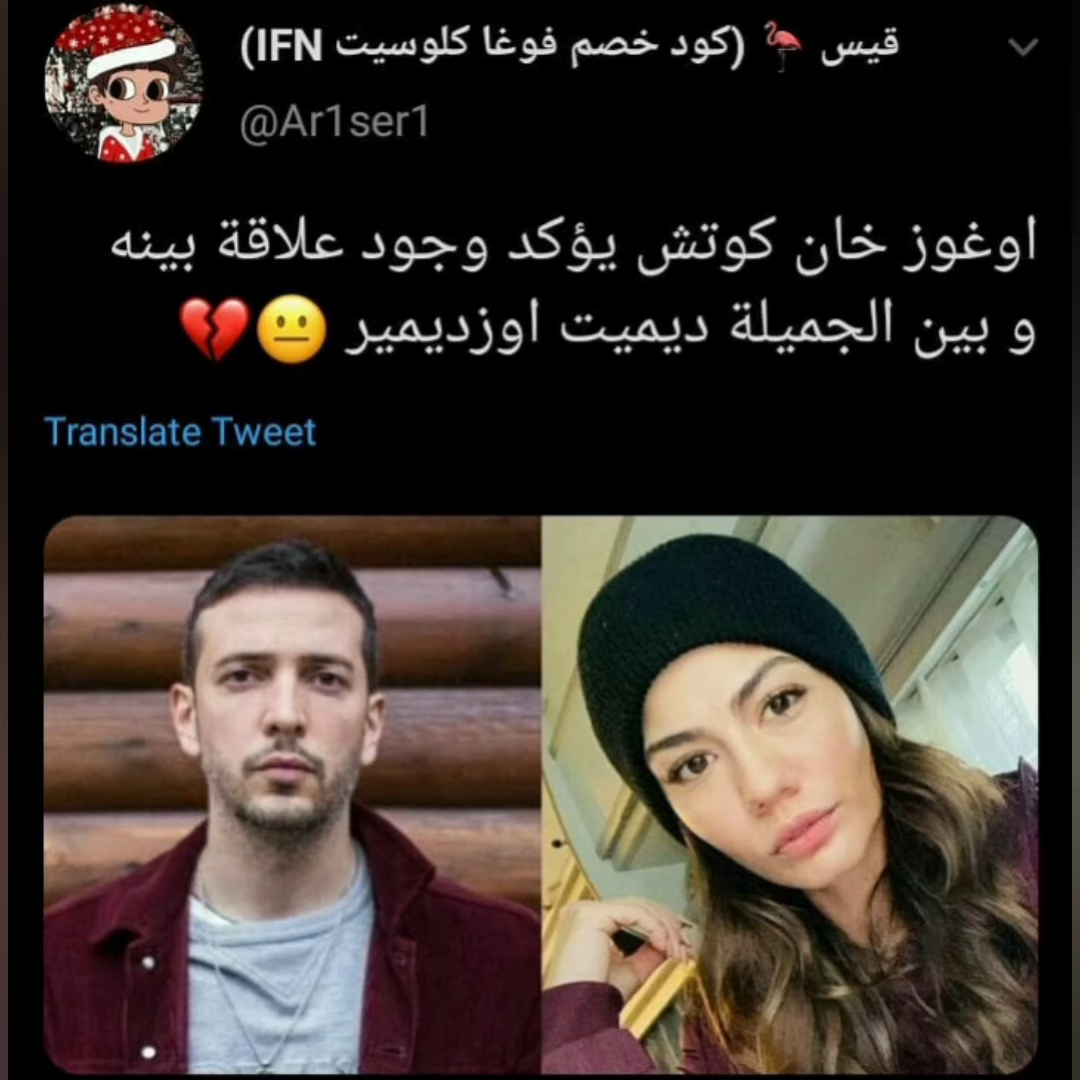 قيس 🦩 (كود خصم فوغا كلوسيت IFN)
@Ar1ser1
اوغوز خان كوتش يؤكد وجود علاقة بينه
و بين الجميلة ديميت اوزديمير 😐💔
Translate Tweet